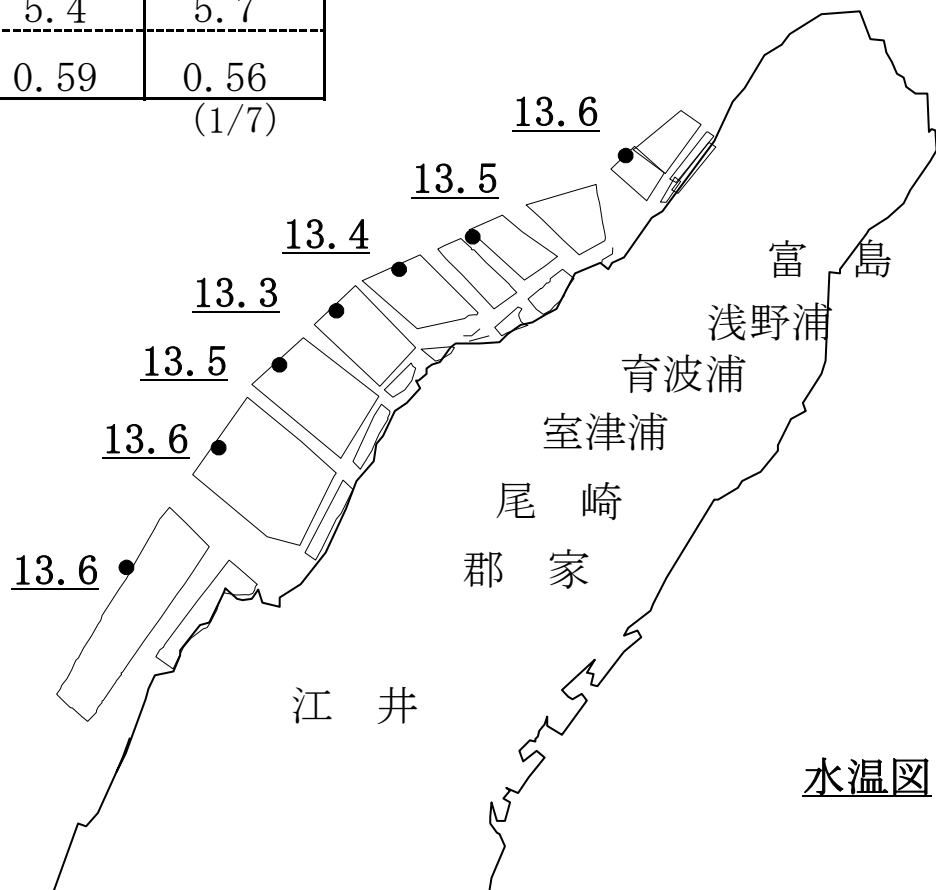 5.4 5.7
0.59 0.56
(1/7)
13.6
13.5
13.4
13.3
13.5
13.6
13.6
富 島
浅野浦
育波浦
室津浦
尾 崎
郡 家
江 井
水温図